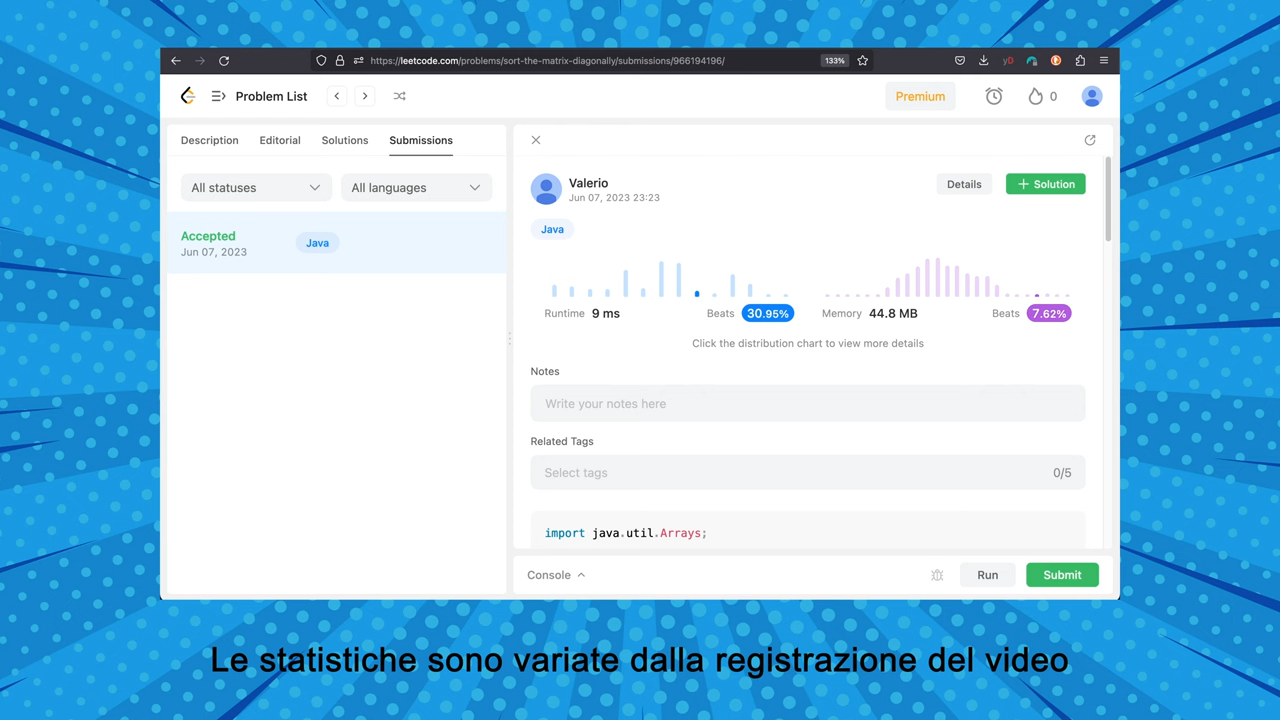 https://leetcode.com/problems/sort-the-matrix-diagonally/submissions/966194196/
133%
yD
Problem List
Premium
0
Description Editorial Solutions Submissions
All statuses
All languages
Accepted
Jun 07, 2023
Java
Valerio
Jun 07, 2023 23:23
Details
+ Solution
Java
Runtime 9 ms
Beats 30.95%
Memory 44.8 MB
Beats 7.62%
Click the distribution chart to view more details
Notes
Write your notes here
Related Tags
Select tags 0/5
import java.util.Arrays;
Console
Run
Submit
Le statistiche sono variate dalla registrazione del video